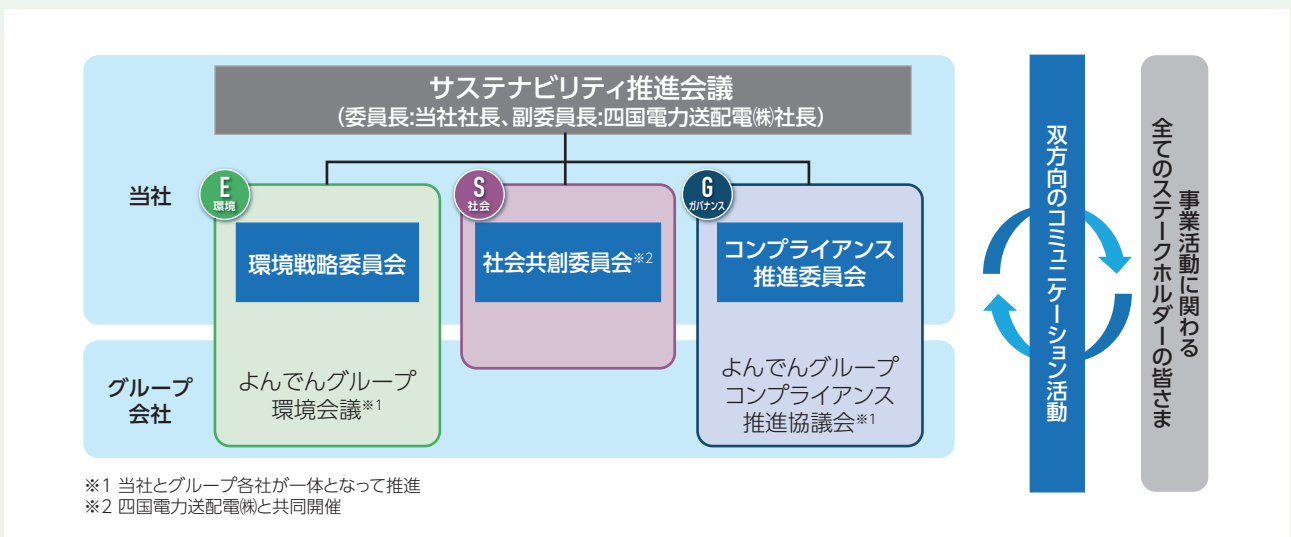 サステナビリティ推進会議
(委員長:当社社長、副委員長:四国電力送配電㈱社長)
当社
E
環境
環境戦略委員会
S
社会
社会共創委員会※2
G
ガバナンス
コンプライアンス
推進委員会
グループ
会社
よんでんグループ
環境会議※1
よんでんグループ
コンプライアンス
推進協議会※1
双方向のコミュニケーション活動
事業活動に関わる
全てのステークホルダーの皆さま
※1 当社とグループ各社が一体となって推進
※2 四国電力送配電㈱と共同開催